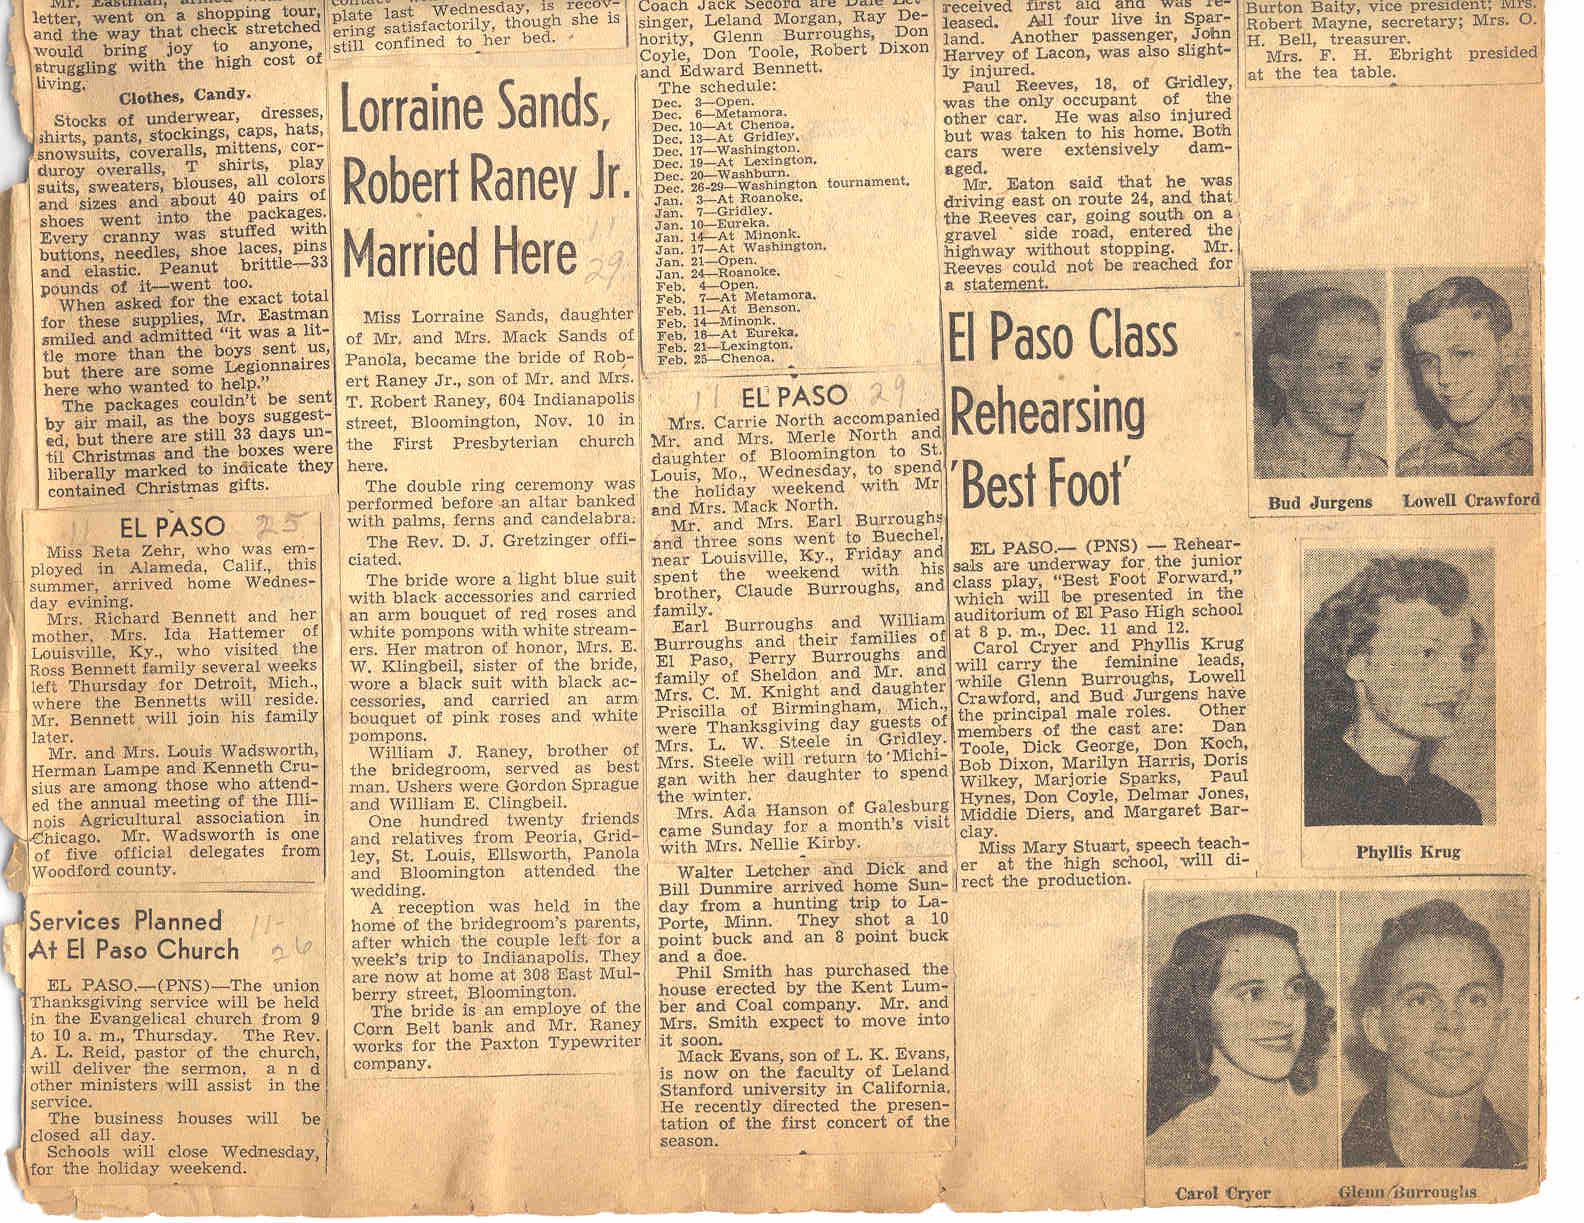 letter, went on a shopping tour,
and the way that check stretched
would bring joy to anyone,
struggling with the high cost of
living.
Clothes, Candy.
Stocks of underwear, dresses,
shirts, pants, stockings, caps, hats,
snowsuits, coveralls, mittens, cor-
duroy overalls, T shirts, play
suits, sweaters, blouses, all colors
and sizes and about 40 pairs of
shoes went into the packages.
Every cranny was stuffed with
buttons, needles, shoe laces, pins
and elastic. Peanut brittle—33
pounds of it—went too.
When asked for the exact total
for these supplies, Mr. Eastman
smiled and admitted "it was a lit-
tle more than the boys sent us,
but there are some Legionnaires
here who wanted to help."
The packages couldn't be sent
by air mail, as the boys suggest-
ed, but there are still 33 days un-
til Christmas and the boxes were
liberally marked to indicate they
contained Christmas gifts.
11 EL PASO 25
Miss Reta Zehr, who was em-
ployed in Alameda, Calif., this
summer, arrived home Wednes-
day evining.
Mrs. Richard Bennett and her
mother, Mrs. Ida Hattemer of
Louisville, Ky., who visited the
Ross Bennett family several weeks
left Thursday for Detroit, Mich.,
where the Bennetts will reside.
Mr. Bennett will join his family
later.
Mr. and Mrs. Louis Wadsworth,
Herman Lampe and Kenneth Cru-
sius are among those who attend-
ed the annual meeting of the Illi-
nois Agricultural association in
Chicago. Mr. Wadsworth is one
of five official delegates from
Woodford county.
Services Planned
At El Paso Church
11-
26
EL PASO.—(PNS)—The union
Thanksgiving service will be held
in the Evangelical church from 9
to 10 a. m., Thursday. The Rev.
A. L. Reid, pastor of the church,
will deliver the sermon, a n d
other ministers will assist in the
service.
The business houses will be
closed all day.
Schools will close Wednesday,
for the holiday weekend.
plate last Wednesday, is recov-
ering satisfactorily, though she is
still confined to her bed.
Lorraine Sands,
Robert Raney Jr.
Married Here
11
29
Miss Lorraine Sands, daughter
of Mr. and Mrs. Mack Sands of
Panola, became the bride of Rob-
ert Raney Jr., son of Mr. and Mrs.
T. Robert Raney, 604 Indianapolis
street, Bloomington, Nov. 10 in
the First Presbyterian church
here.
The double ring ceremony was
performed before an altar banked
with palms, ferns and candelabra.
The Rev. D. J. Gretzinger offi-
ciated.
The bride wore a light blue suit
with black accessories and carried
an arm bouquet of red roses and
white pompons with white stream-
ers. Her matron of honor, Mrs. E.
W. Klingbeil, sister of the bride,
wore a black suit with black ac-
cessories, and carried an arm
bouquet of pink roses and white
pompons.
William J. Raney, brother of
the bridegroom, served as best
man. Ushers were Gordon Sprague
and William E. Clingbeil.
One hundred twenty friends
and relatives from Peoria, Grid-
ley, St. Louis, Ellsworth, Panola
and Bloomington attended the
wedding.
A reception was held in the
home of the bridegroom's parents,
after which the couple left for a
week's trip to Indianapolis. They
are now at home at 308 East Mul-
berry street, Bloomington.
The bride is an employe of the
Corn Belt bank and Mr. Raney
works for the Paxton Typewriter
company.
Coach Jack Secord are Dale Let-
singer, Leland Morgan, Ray De-
hority, Glenn Burroughs, Don
Coyle, Don Toole, Robert Dixon
and Edward Bennett.
The schedule:
Dec. 3—Open.
Dec. 6—Metamora.
Dec. 10—At Chenoa.
Dec. 13—At Gridley.
Dec. 17—Washington.
Dec. 19—At Lexington.
Dec. 20—Washburn.
Dec. 26-29—Washington tournament.
Jan. 3—At Roanoke.
Jan. 7—Gridley.
Jan. 10—Eureka.
Jan. 14—At Minonk.
Jan. 17—At Washington.
Jan. 21—Open.
Jan. 24—Roanoke.
Feb. 4—Open.
Feb. 7—At Metamora.
Feb. 11—At Benson.
Feb. 14—Minonk.
Feb. 18—At Eureka.
Feb. 21—Lexington.
Feb. 25—Chenoa.
11 EL PASO 29
Mrs. Carrie North accompanied
Mr. and Mrs. Merle North and
daughter of Bloomington to St.
Louis, Mo., Wednesday, to spend
the holiday weekend with Mr
and Mrs. Mack North.
Mr. and Mrs. Earl Burroughs
and three sons went to Buechel,
near Louisville, Ky., Friday and
spent the weekend with his
brother, Claude Burroughs, and
family.
Earl Burroughs and William
Burroughs and their families of
El Paso, Perry Burroughs and
family of Sheldon and Mr. and
Mrs. C. M. Knight and daughter
Priscilla of Birmingham, Mich.,
were Thanksgiving day guests of
Mrs. L. W. Steele in Gridley.
Mrs. Steele will return to Michi-
gan with her daughter to spend
the winter.
Mrs. Ada Hanson of Galesburg
came Sunday for a month's visit
with Mrs. Nellie Kirby.
Walter Letcher and Dick and
Bill Dunmire arrived home Sun-
day from a hunting trip to La-
Porte, Minn. They shot a 10
point buck and an 8 point buck
and a doe.
Phil Smith has purchased the
house erected by the Kent Lum-
ber and Coal company. Mr. and
Mrs. Smith expect to move into
it soon.
Mack Evans, son of L. K. Evans,
is now on the faculty of Leland
Stanford university in California.
He recently directed the presen-
tation of the first concert of the
season.
received first aid and was re-
leased. All four live in Spar-
land. Another passenger, John
Harvey of Lacon, was also slight-
ly injured.
Paul Reeves, 18, of Gridley,
was the only occupant of the
other car. He was also injured
but was taken to his home. Both
cars were extensively dam-
aged.
Mr. Eaton said that he was
driving east on route 24, and that
the Reeves car, going south on a
gravel side road, entered the
highway without stopping. Mr.
Reeves could not be reached for
a statement.
El Paso Class
Rehearsing
'Best Foot'
EL PASO.— (PNS) — Rehear-
sals are underway for the junior
class play, "Best Foot Forward,"
which will be presented in the
auditorium of El Paso High school
at 8 p. m., Dec. 11 and 12.
Carol Cryer and Phyllis Krug
will carry the feminine leads,
while Glenn Burroughs, Lowell
Crawford, and Bud Jurgens have
the principal male roles. Other
members of the cast are: Dan
Toole, Dick George, Don Koch,
Bob Dixon, Marilyn Harris, Doris
Wilkey, Marjorie Sparks, Paul
Hynes, Don Coyle, Delmar Jones,
Middie Diers, and Margaret Bar-
clay.
Miss Mary Stuart, speech teach-
er at the high school, will di-
rect the production.
Burton Baity, vice president; Mrs.
Robert Mayne, secretary; Mrs. O.
H. Bell, treasurer.
Mrs. F. H. Ebright presided
at the tea table.
Bud Jurgens Lowell Crawford
Phyllis Krug
Carol Cryer Glenn Burroughs